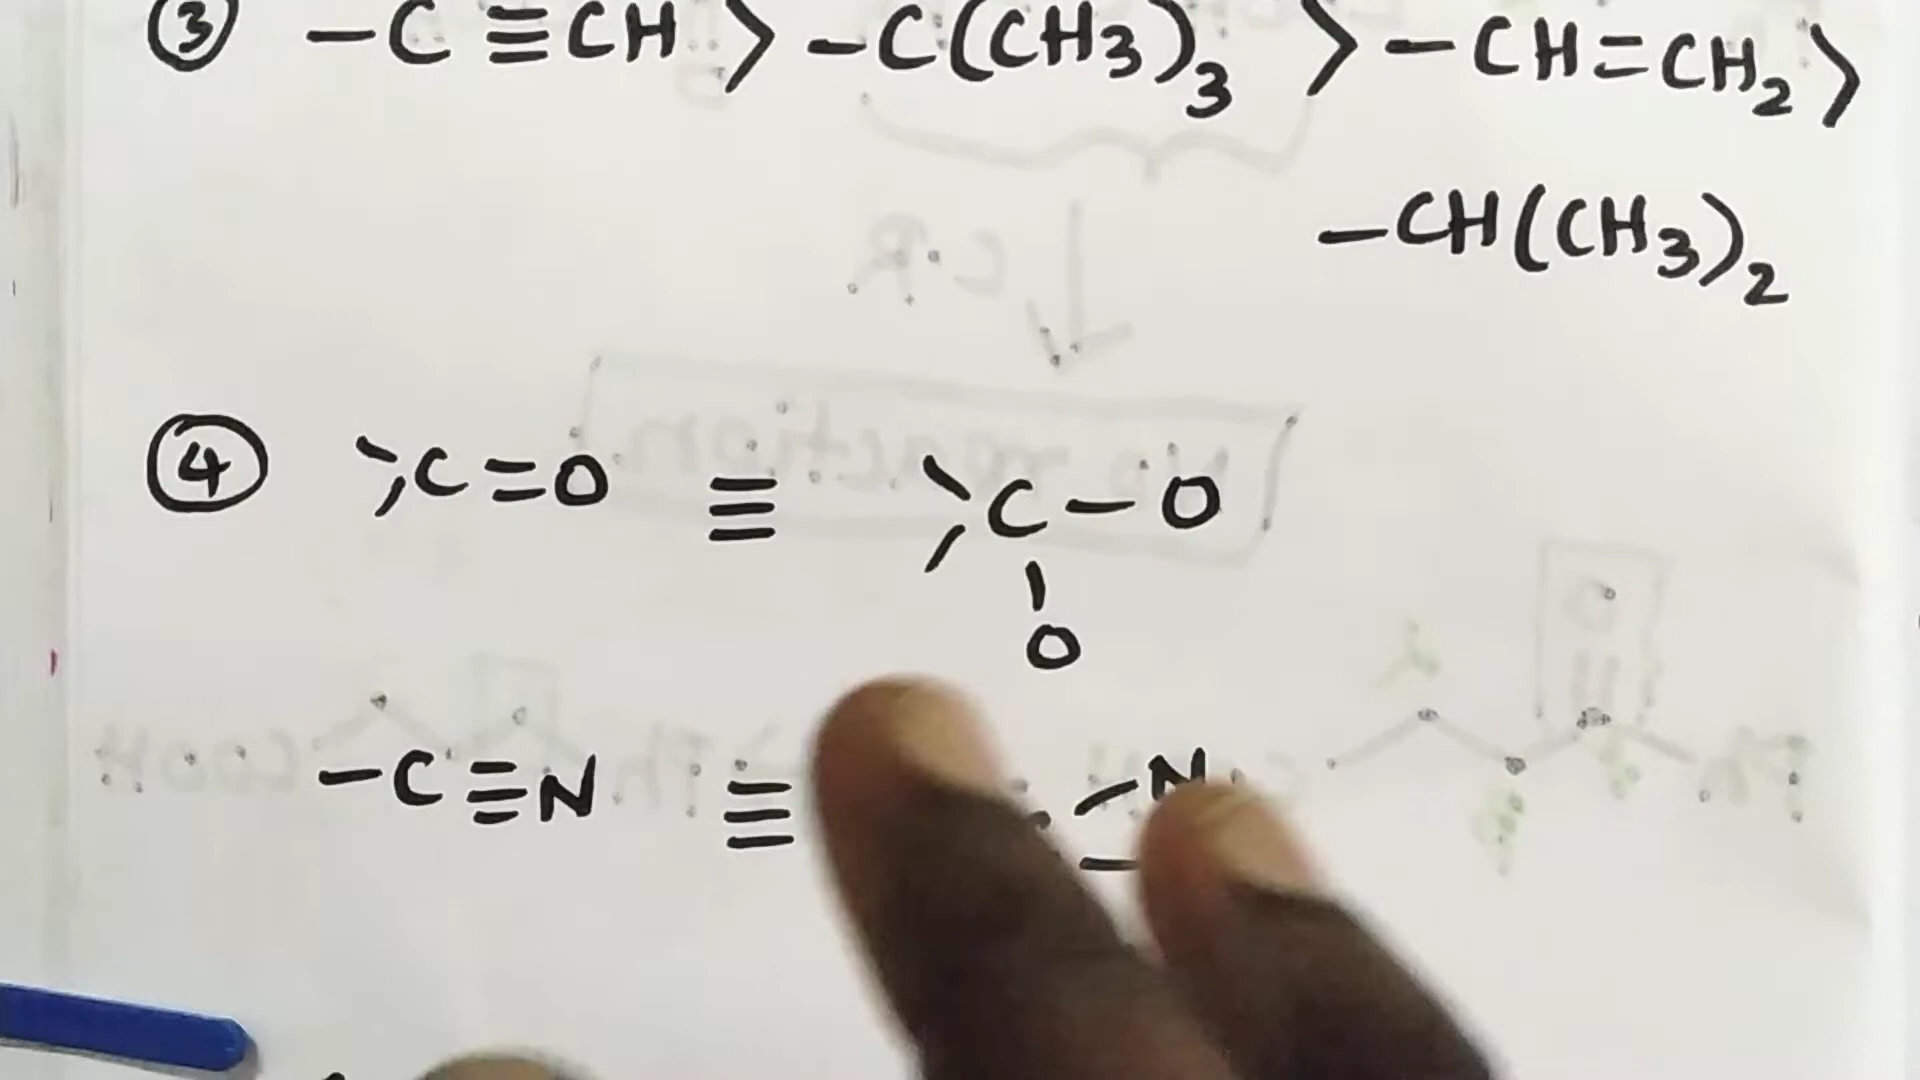 ③ -C≡CH > -C(CH3)3 > -CH=CH2 >
-CH(CH3)2
④ >C=O ≡ >C-O
|
O
-C≡N ≡ -N